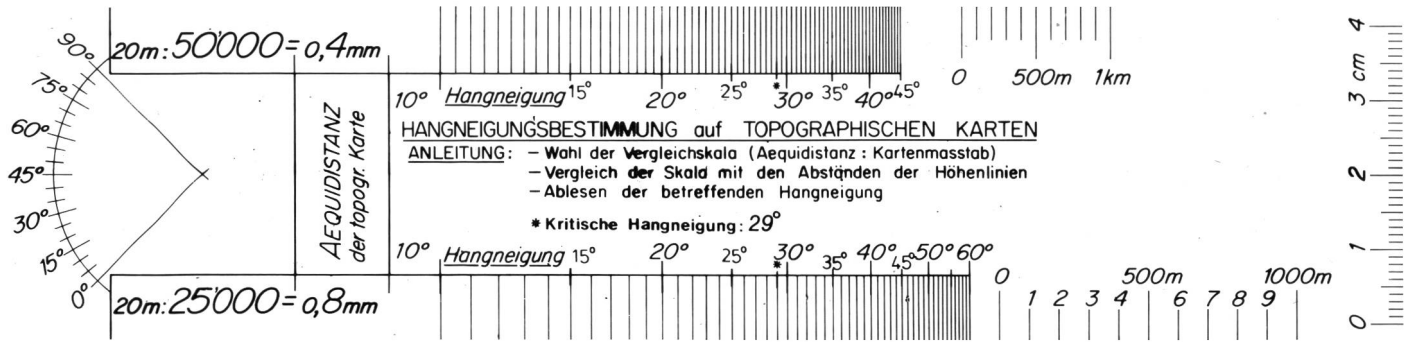 90°
75°
60°
45°
30°
15°
0°
20m: 50'000 = 0,4mm
AEQUIDISTANZ
der topogr. Karte
10° Hangneigung 15° 20° 25° * 30° 35° 40° 45°
HANGNEIGUNGSBESTIMMUNG auf TOPOGRAPHISCHEN KARTEN
ANLEITUNG: – Wahl der Vergleichskala (Aequidistanz : Kartenmasstab)
– Vergleich der Skala mit den Abständen der Höhenlinien
– Ablesen der betreffenden Hangneigung
* Kritische Hangneigung: 29°
10° Hangneigung 15° 20° 25° * 30° 35° 40° 45° 50° 60°
20m: 25'000 = 0,8mm
0 500m 1km
0 500m 1000m
1 2 3 4 6 7 8 9
4
cm
3
2
1
0